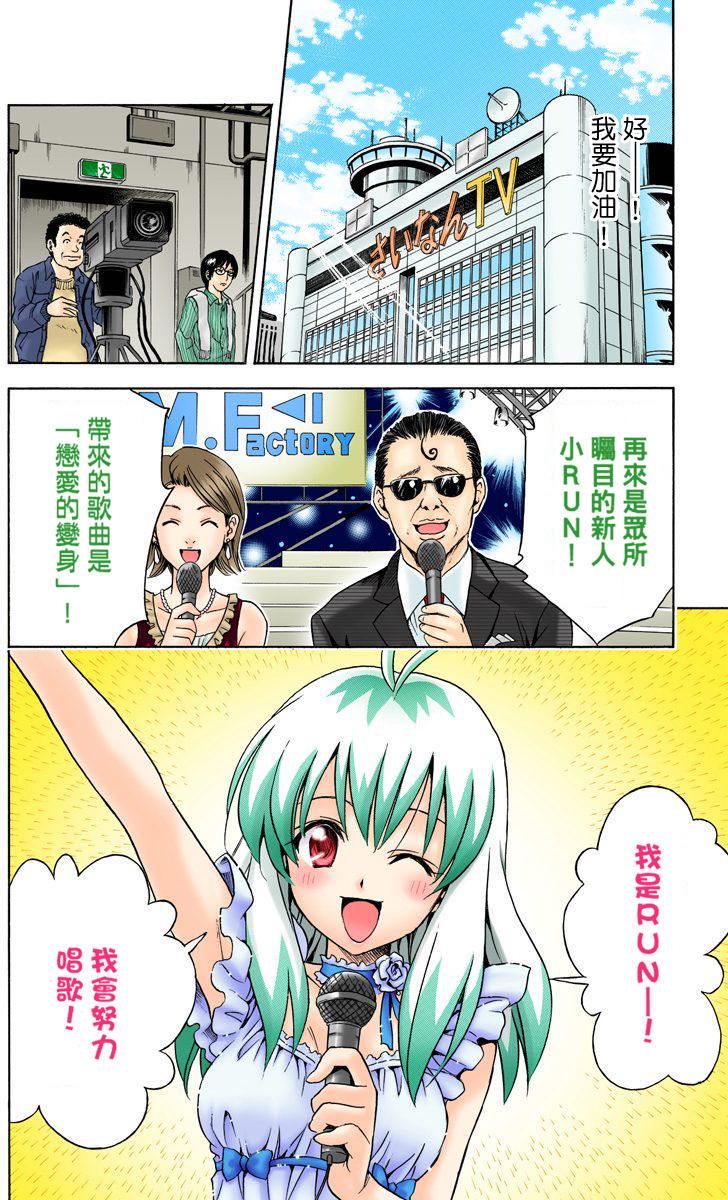 好——！
我要加油！
さいなんTV
M.FACTORY
再來是眾所
矚目的新人
小RUN！
帶來的歌曲是
「戀愛的變身」！
我是RUN—！
我會努力
唱歌！